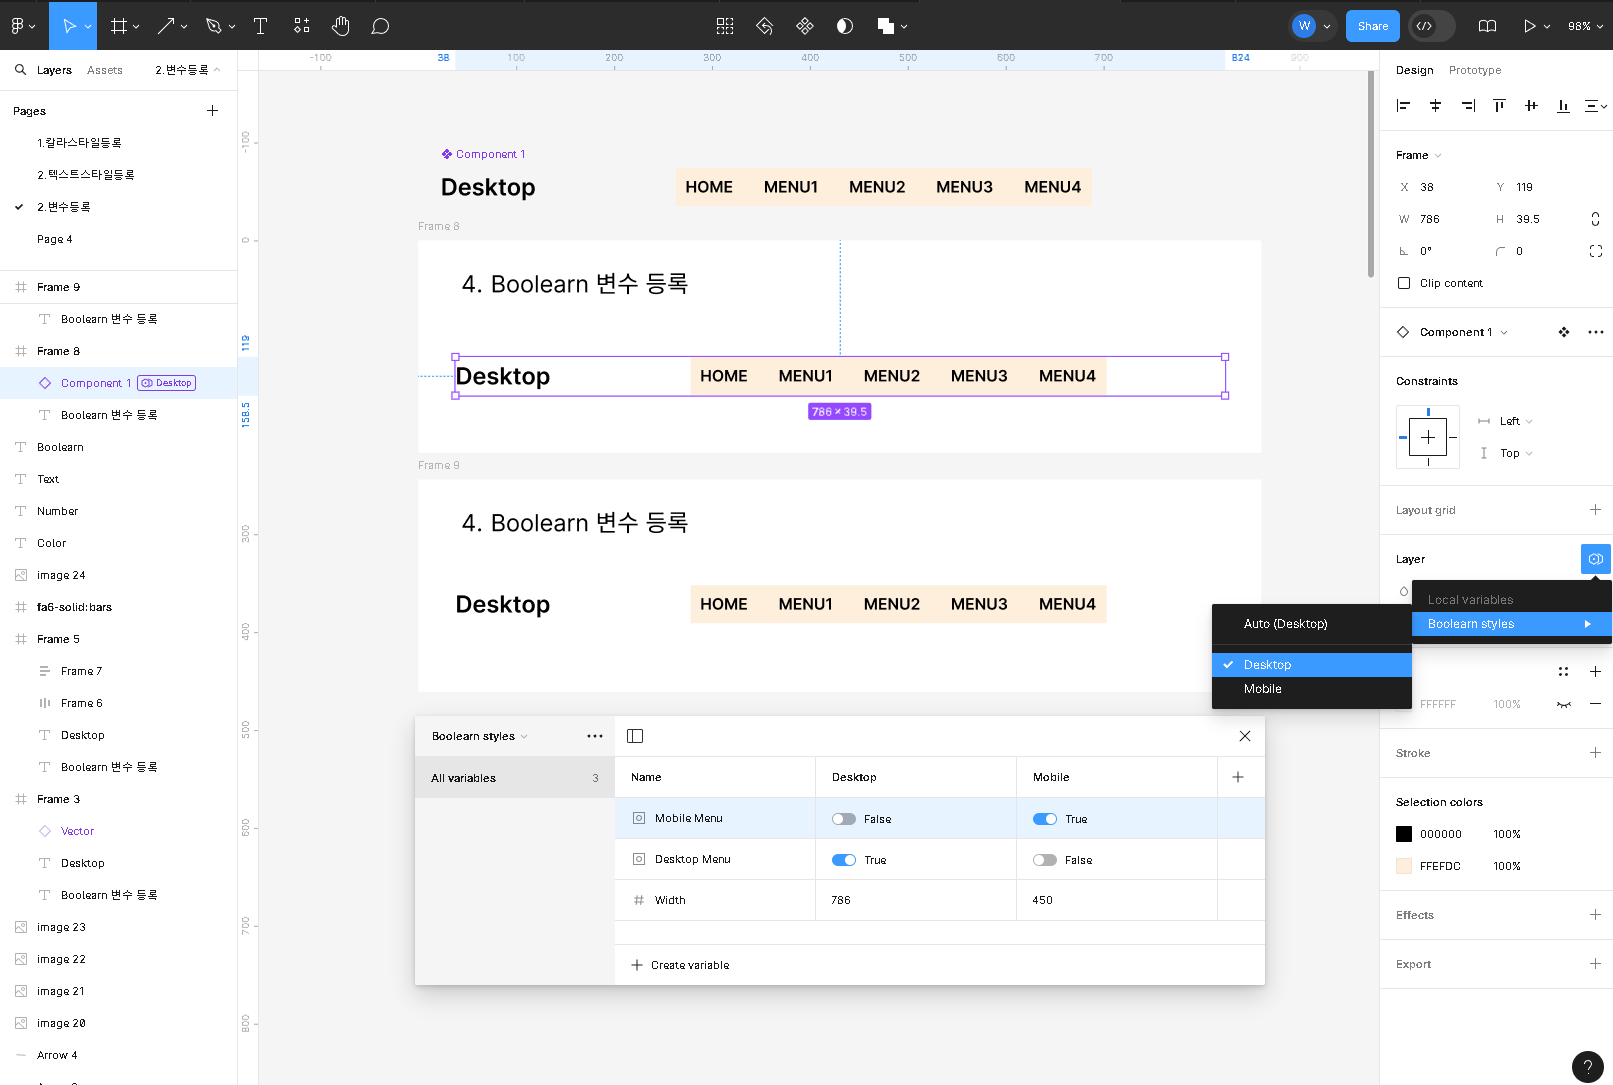 W
Share
98%
Layers
Assets
2.변수등록
Pages
1.칼라스타일등록
2.텍스트스타일등록
2.변수등록
Page 4
Frame 9
Boolearn 변수 등록
Frame 8
Component 1
Desktop
Boolearn 변수 등록
Boolearn
Text
Number
Color
image 24
fa6-solid:bars
Frame 5
Frame 7
Frame 6
Desktop
Boolearn 변수 등록
Frame 3
Vector
Desktop
Boolearn 변수 등록
image 23
image 22
image 21
image 20
Arrow 4
-100
38
100
200
300
400
500
600
700
824
900
-100
0
119
158.5
300
400
500
600
700
800
Component 1
Desktop
HOME MENU1 MENU2 MENU3 MENU4
Frame 8
4. Boolearn 변수 등록
Desktop
HOME MENU1 MENU2 MENU3 MENU4
786 × 39.5
Frame 9
4. Boolearn 변수 등록
Desktop
HOME MENU1 MENU2 MENU3 MENU4
Boolearn styles
All variables 3
Name Desktop Mobile
Mobile Menu False True
Desktop Menu True False
Width 786 450
Create variable
Design
Prototype
Frame
X 38 Y 119
W 786 H 39.5
0° 0
Clip content
Component 1
Constraints
Left
Top
Layout grid
Layer
Local variables
Boolearn styles
Auto (Desktop)
Desktop
Mobile
FFFFFF 100%
Stroke
Selection colors
000000 100%
FFEFDC 100%
Effects
Export
?